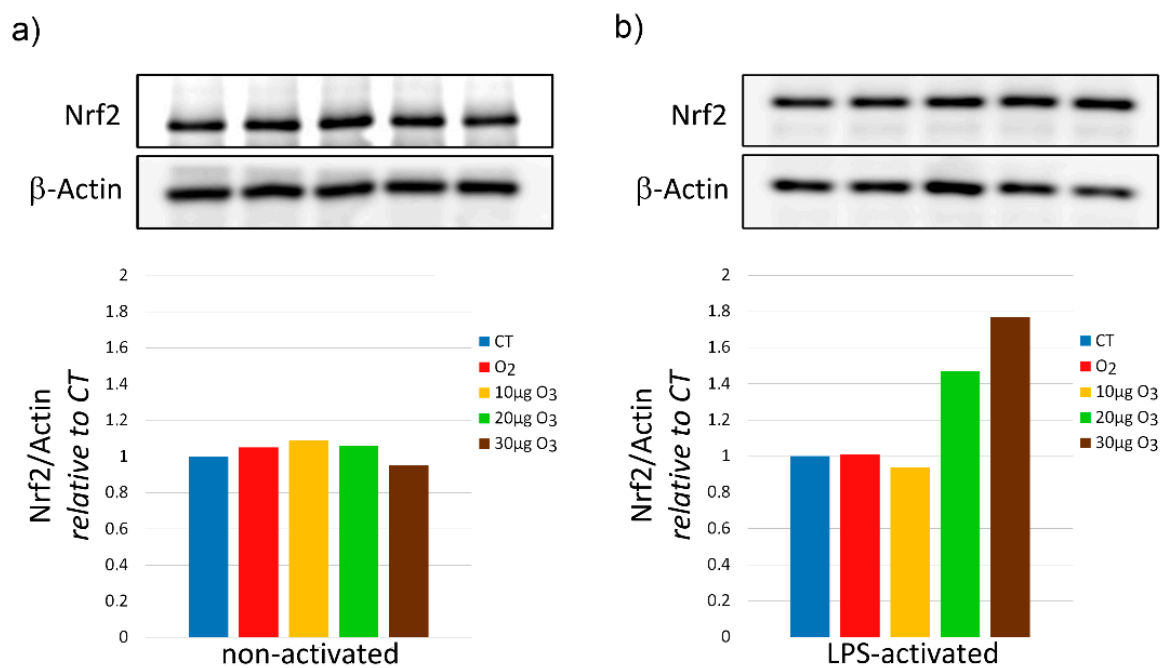 a)
Nrf2
β-Actin
2
1.8
1.6
1.4
1.2
1
0.8
0.6
0.4
0.2
0
Nrf2/Actin
relative to CT
CT
O2
10µg O3
20µg O3
30µg O3
non-activated
b)
Nrf2
β-Actin
2
1.8
1.6
1.4
1.2
1
0.8
0.6
0.4
0.2
0
Nrf2/Actin
relative to CT
CT
O2
10µg O3
20µg O3
30µg O3
LPS-activated